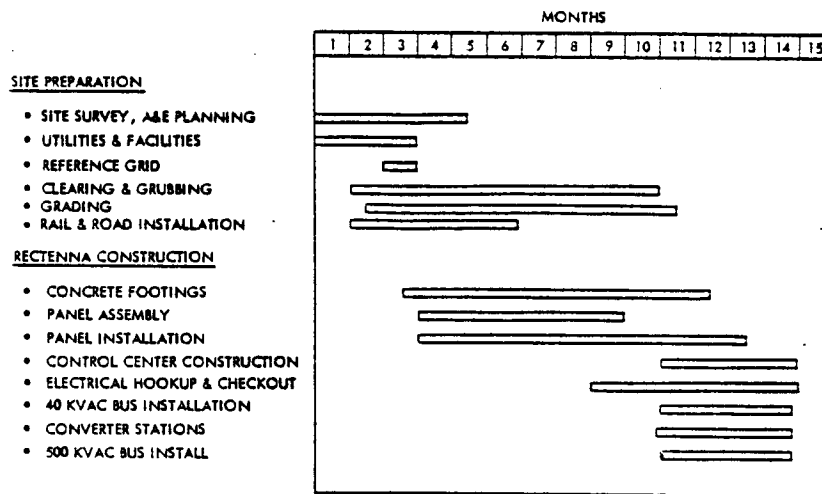 MONTHS
1 2 3 4 5 6 7 8 9 10 11 12 13 14 15
SITE PREPARATION
• SITE SURVEY, A&E PLANNING
• UTILITIES & FACILITIES
• REFERENCE GRID
• CLEARING & GRUBBING
• GRADING
• RAIL & ROAD INSTALLATION
RECTENNA CONSTRUCTION
• CONCRETE FOOTINGS
• PANEL ASSEMBLY
• PANEL INSTALLATION
• CONTROL CENTER CONSTRUCTION
• ELECTRICAL HOOKUP & CHECKOUT
• 40 KVAC BUS INSTALLATION
• CONVERTER STATIONS
• 500 KVAC BUS INSTALL